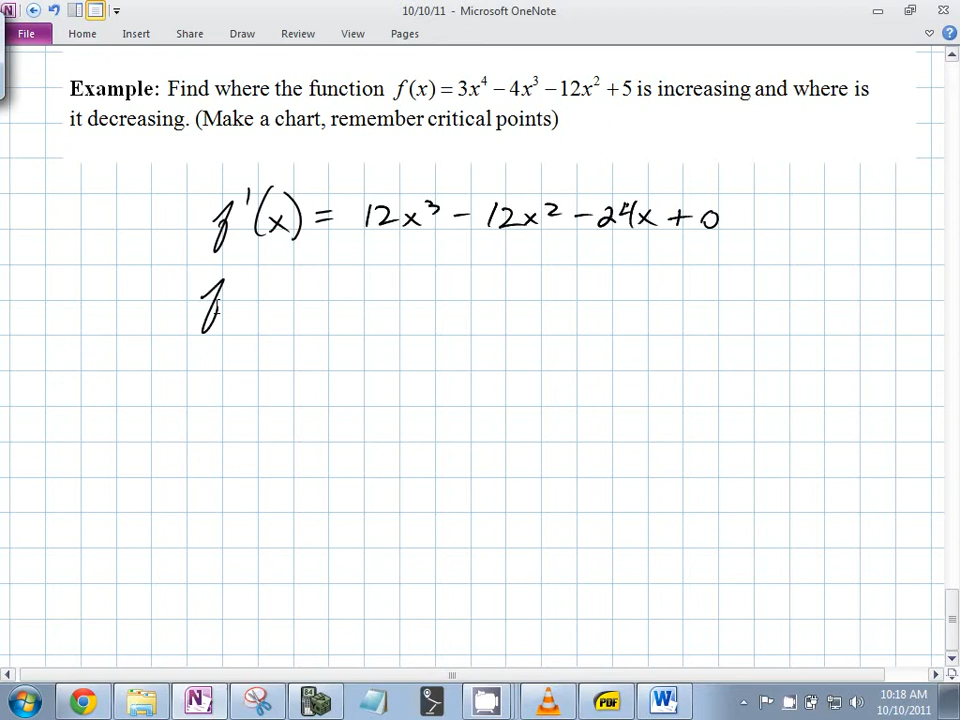 10/10/11 - Microsoft OneNote
File Home Insert Share Draw Review View Pages
Example: Find where the function f(x) = 3x⁴ − 4x³ − 12x² + 5 is increasing and where is
it decreasing. (Make a chart, remember critical points)
f'(x) = 12x³ − 12x² − 24x + 0
f
10:18 AM
10/10/2011